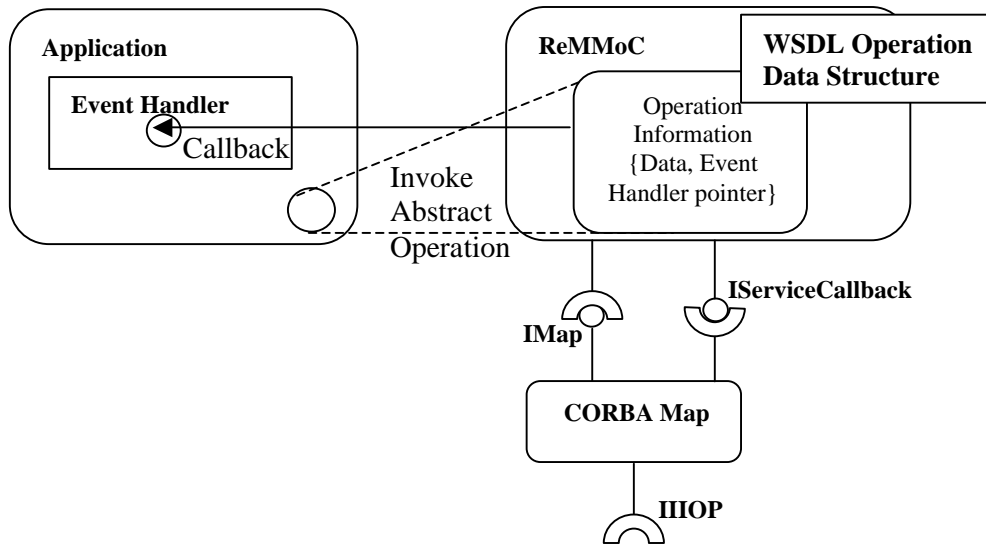 Application
Event Handler
Callback
Invoke
Abstract
Operation
ReMMoC
WSDL Operation
Data Structure
Operation
Information
{Data, Event
Handler pointer}
IServiceCallback
IMap
CORBA Map
IIIOP